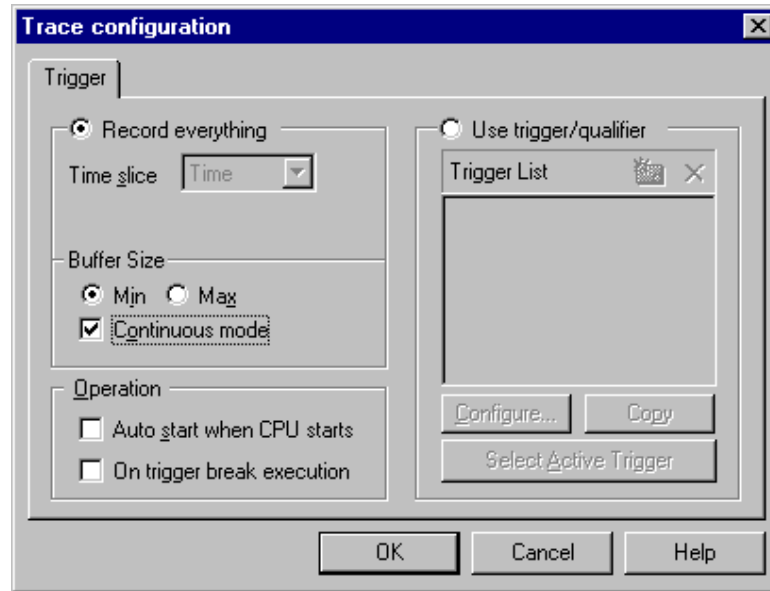 Trace configuration
Trigger
Record everything
Time slice
Time
Buffer Size
Min
Max
Continuous mode
Operation
Auto start when CPU starts
On trigger break execution
Use trigger/qualifier
Trigger List
Configure...
Copy
Select Active Trigger
OK
Cancel
Help